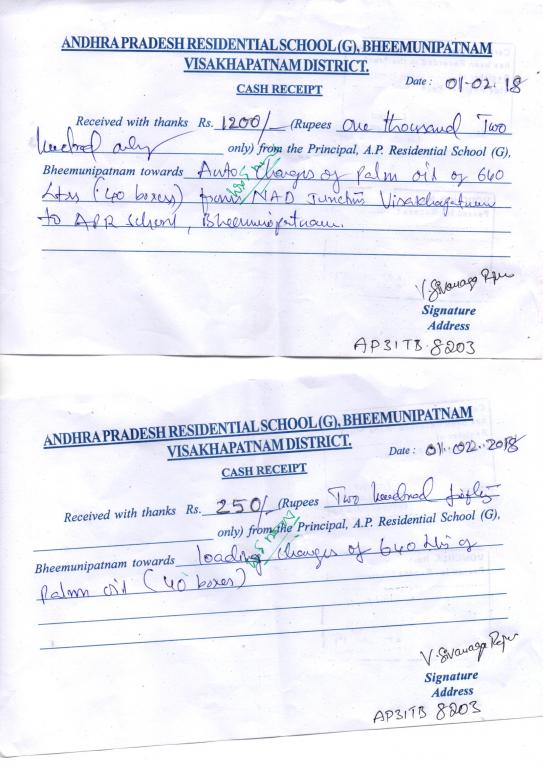 ANDHRA PRADESH RESIDENTIAL SCHOOL (G), BHEEMUNIPATNAM
VISAKHAPATNAM DISTRICT.
CASH RECEIPT
Date : 01-02.18
Received with thanks Rs. 1200/- (Rupees One thousand Two
hundred only only) from the Principal, A.P. Residential School (G),
Bheemunipatnam towards Auto charges of palm oil of 640
Ltrs (40 boxes) from NAD Junction Visakhapatnam
to APR School, Bheemunipatnam.
V. Sivanaga Raju
Signature
Address
AP31TB 8203
ANDHRA PRADESH RESIDENTIAL SCHOOL (G), BHEEMUNIPATNAM
VISAKHAPATNAM DISTRICT.
CASH RECEIPT
Date : 01..022..2018
Received with thanks Rs. 250/- (Rupees Two hundred fifty
only) from the Principal, A.P. Residential School (G),
Bheemunipatnam towards loading charges of 640 Ltrs of
Palm oil (40 boxes)
V. Sivanaga Raju
Signature
Address
AP31TB 8203